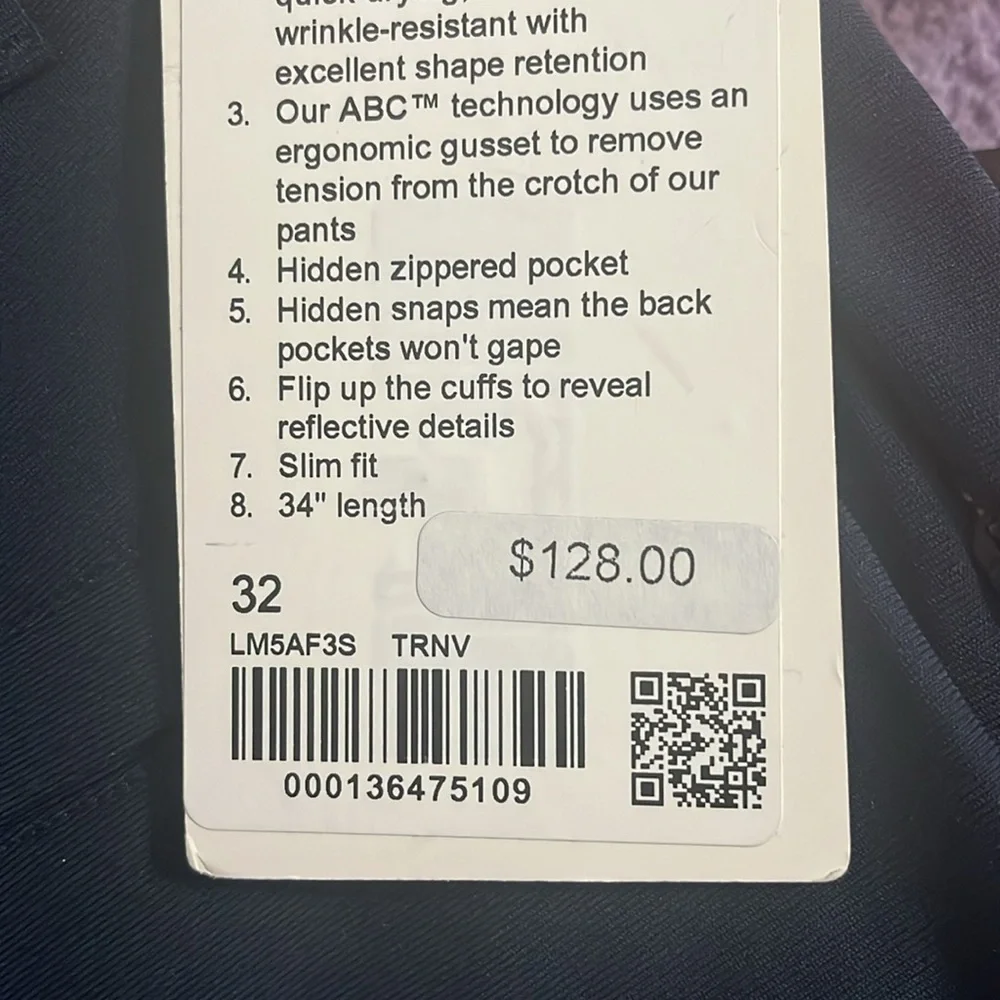 wrinkle-resistant with
excellent shape retention
3. Our ABC™ technology uses an
ergonomic gusset to remove
tension from the crotch of our
pants
4. Hidden zippered pocket
5. Hidden snaps mean the back
pockets won't gape
6. Flip up the cuffs to reveal
reflective details
7. Slim fit
8. 34" length
$128.00
32
LM5AF3S TRNV
000136475109